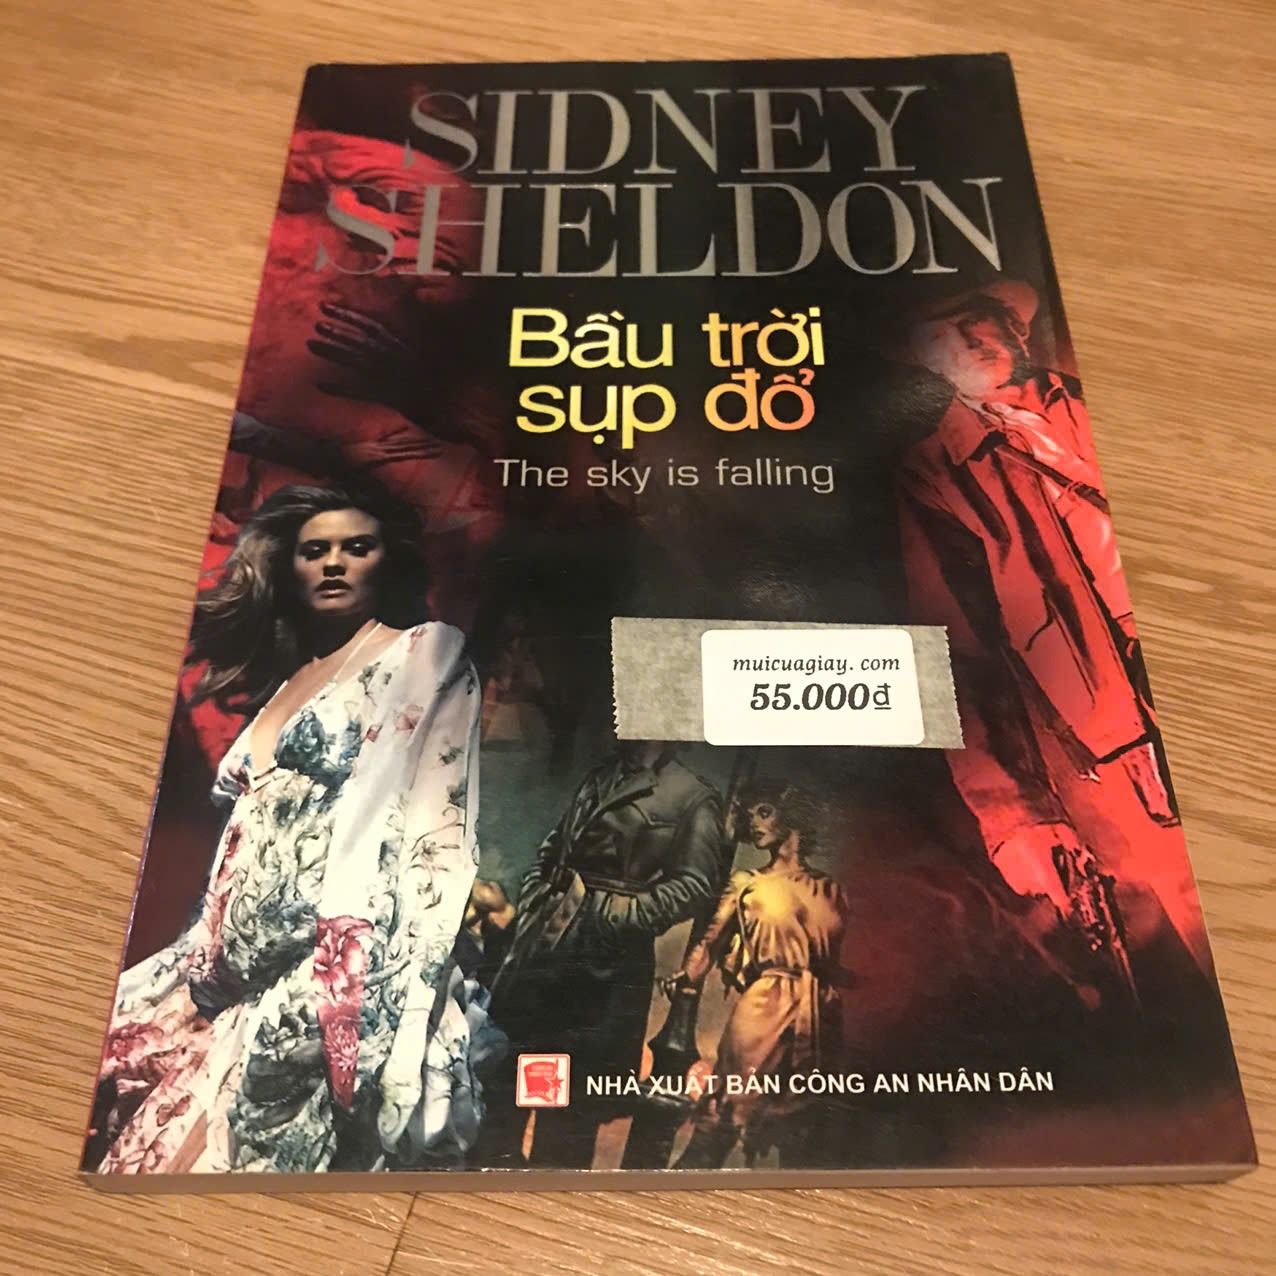 SIDNEY
SHELDON
Bầu trời
sụp đổ
The sky is falling
muicuagiay. com
55.000đ
NHÀ XUẤT BẢN CÔNG AN NHÂN DÂN